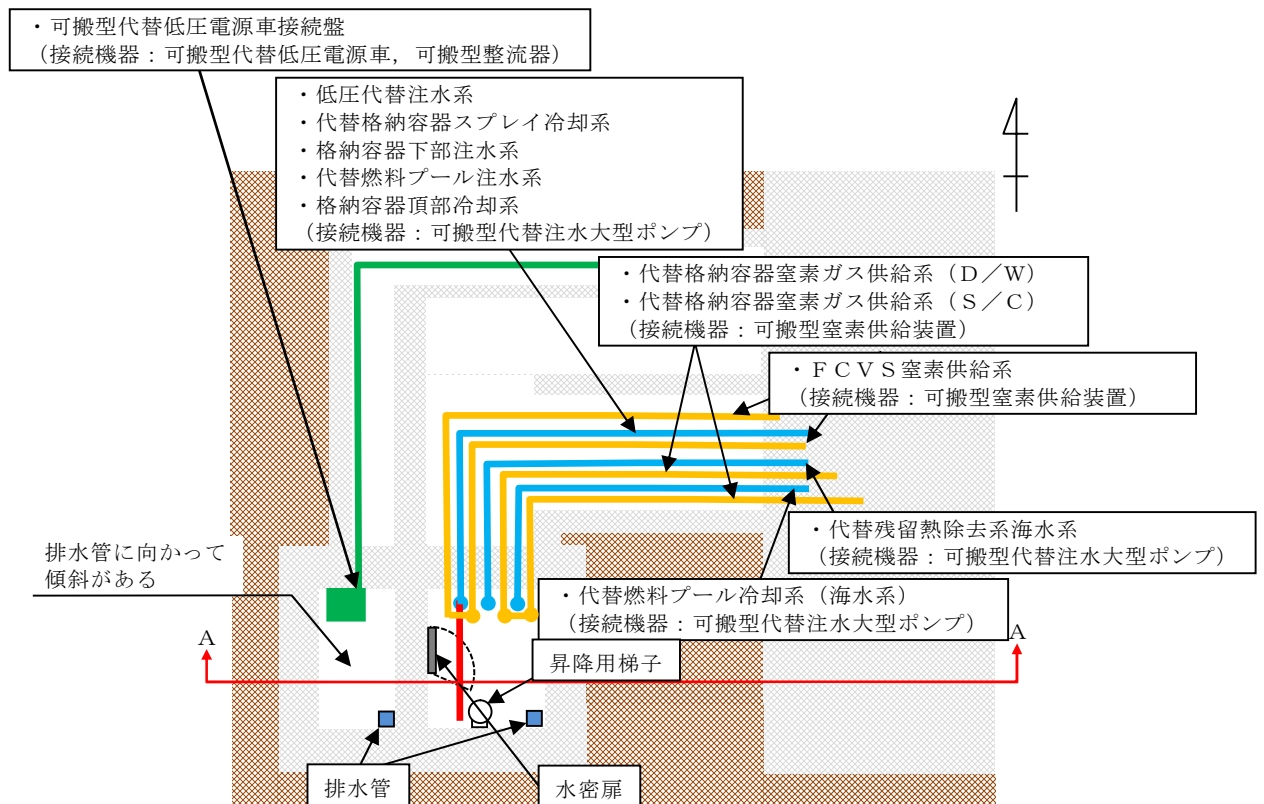 ・可搬型代替低圧電源車接続盤
（接続機器：可搬型代替低圧電源車，可搬型整流器）
・低圧代替注水系
・代替格納容器スプレイ冷却系
・格納容器下部注水系
・代替燃料プール注水系
・格納容器頂部冷却系
（接続機器：可搬型代替注水大型ポンプ）
・代替格納容器窒素ガス供給系（Ｄ／Ｗ）
・代替格納容器窒素ガス供給系（Ｓ／Ｃ）
（接続機器：可搬型窒素供給装置）
・ＦＣＶＳ窒素供給系
（接続機器：可搬型窒素供給装置）
・代替残留熱除去系海水系
（接続機器：可搬型代替注水大型ポンプ）
排水管に向かって
傾斜がある
・代替燃料プール冷却系（海水系）
（接続機器：可搬型代替注水大型ポンプ）
A
A
昇降用梯子
排水管
水密扉